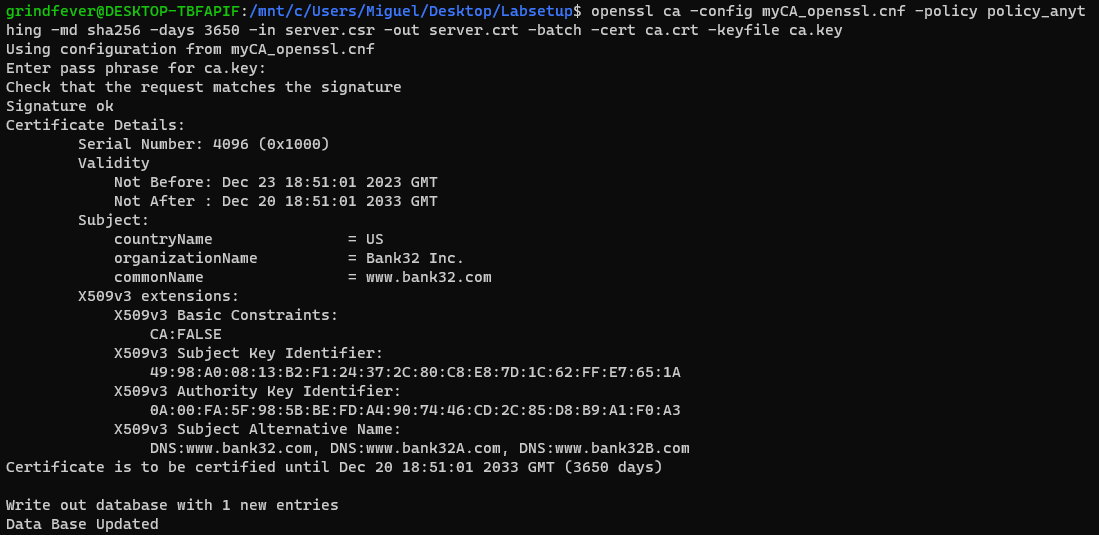 grindfever@DESKTOP-TBFAPIF:/mnt/c/Users/Miguel/Desktop/Labsetup$ openssl ca -config myCA_openssl.cnf -policy policy_anyt
hing -md sha256 -days 3650 -in server.csr -out server.crt -batch -cert ca.crt -keyfile ca.key
Using configuration from myCA_openssl.cnf
Enter pass phrase for ca.key:
Check that the request matches the signature
Signature ok
Certificate Details:
        Serial Number: 4096 (0x1000)
        Validity
            Not Before: Dec 23 18:51:01 2023 GMT
            Not After : Dec 20 18:51:01 2033 GMT
        Subject:
            countryName               = US
            organizationName          = Bank32 Inc.
            commonName                = www.bank32.com
        X509v3 extensions:
            X509v3 Basic Constraints:
                CA:FALSE
            X509v3 Subject Key Identifier:
                49:98:A0:08:13:B2:F1:24:37:2C:80:C8:E8:7D:1C:62:FF:E7:65:1A
            X509v3 Authority Key Identifier:
                0A:00:FA:5F:98:5B:BE:FD:A4:90:74:46:CD:2C:85:D8:B9:A1:F0:A3
            X509v3 Subject Alternative Name:
                DNS:www.bank32.com, DNS:www.bank32A.com, DNS:www.bank32B.com
Certificate is to be certified until Dec 20 18:51:01 2033 GMT (3650 days)

Write out database with 1 new entries
Data Base Updated